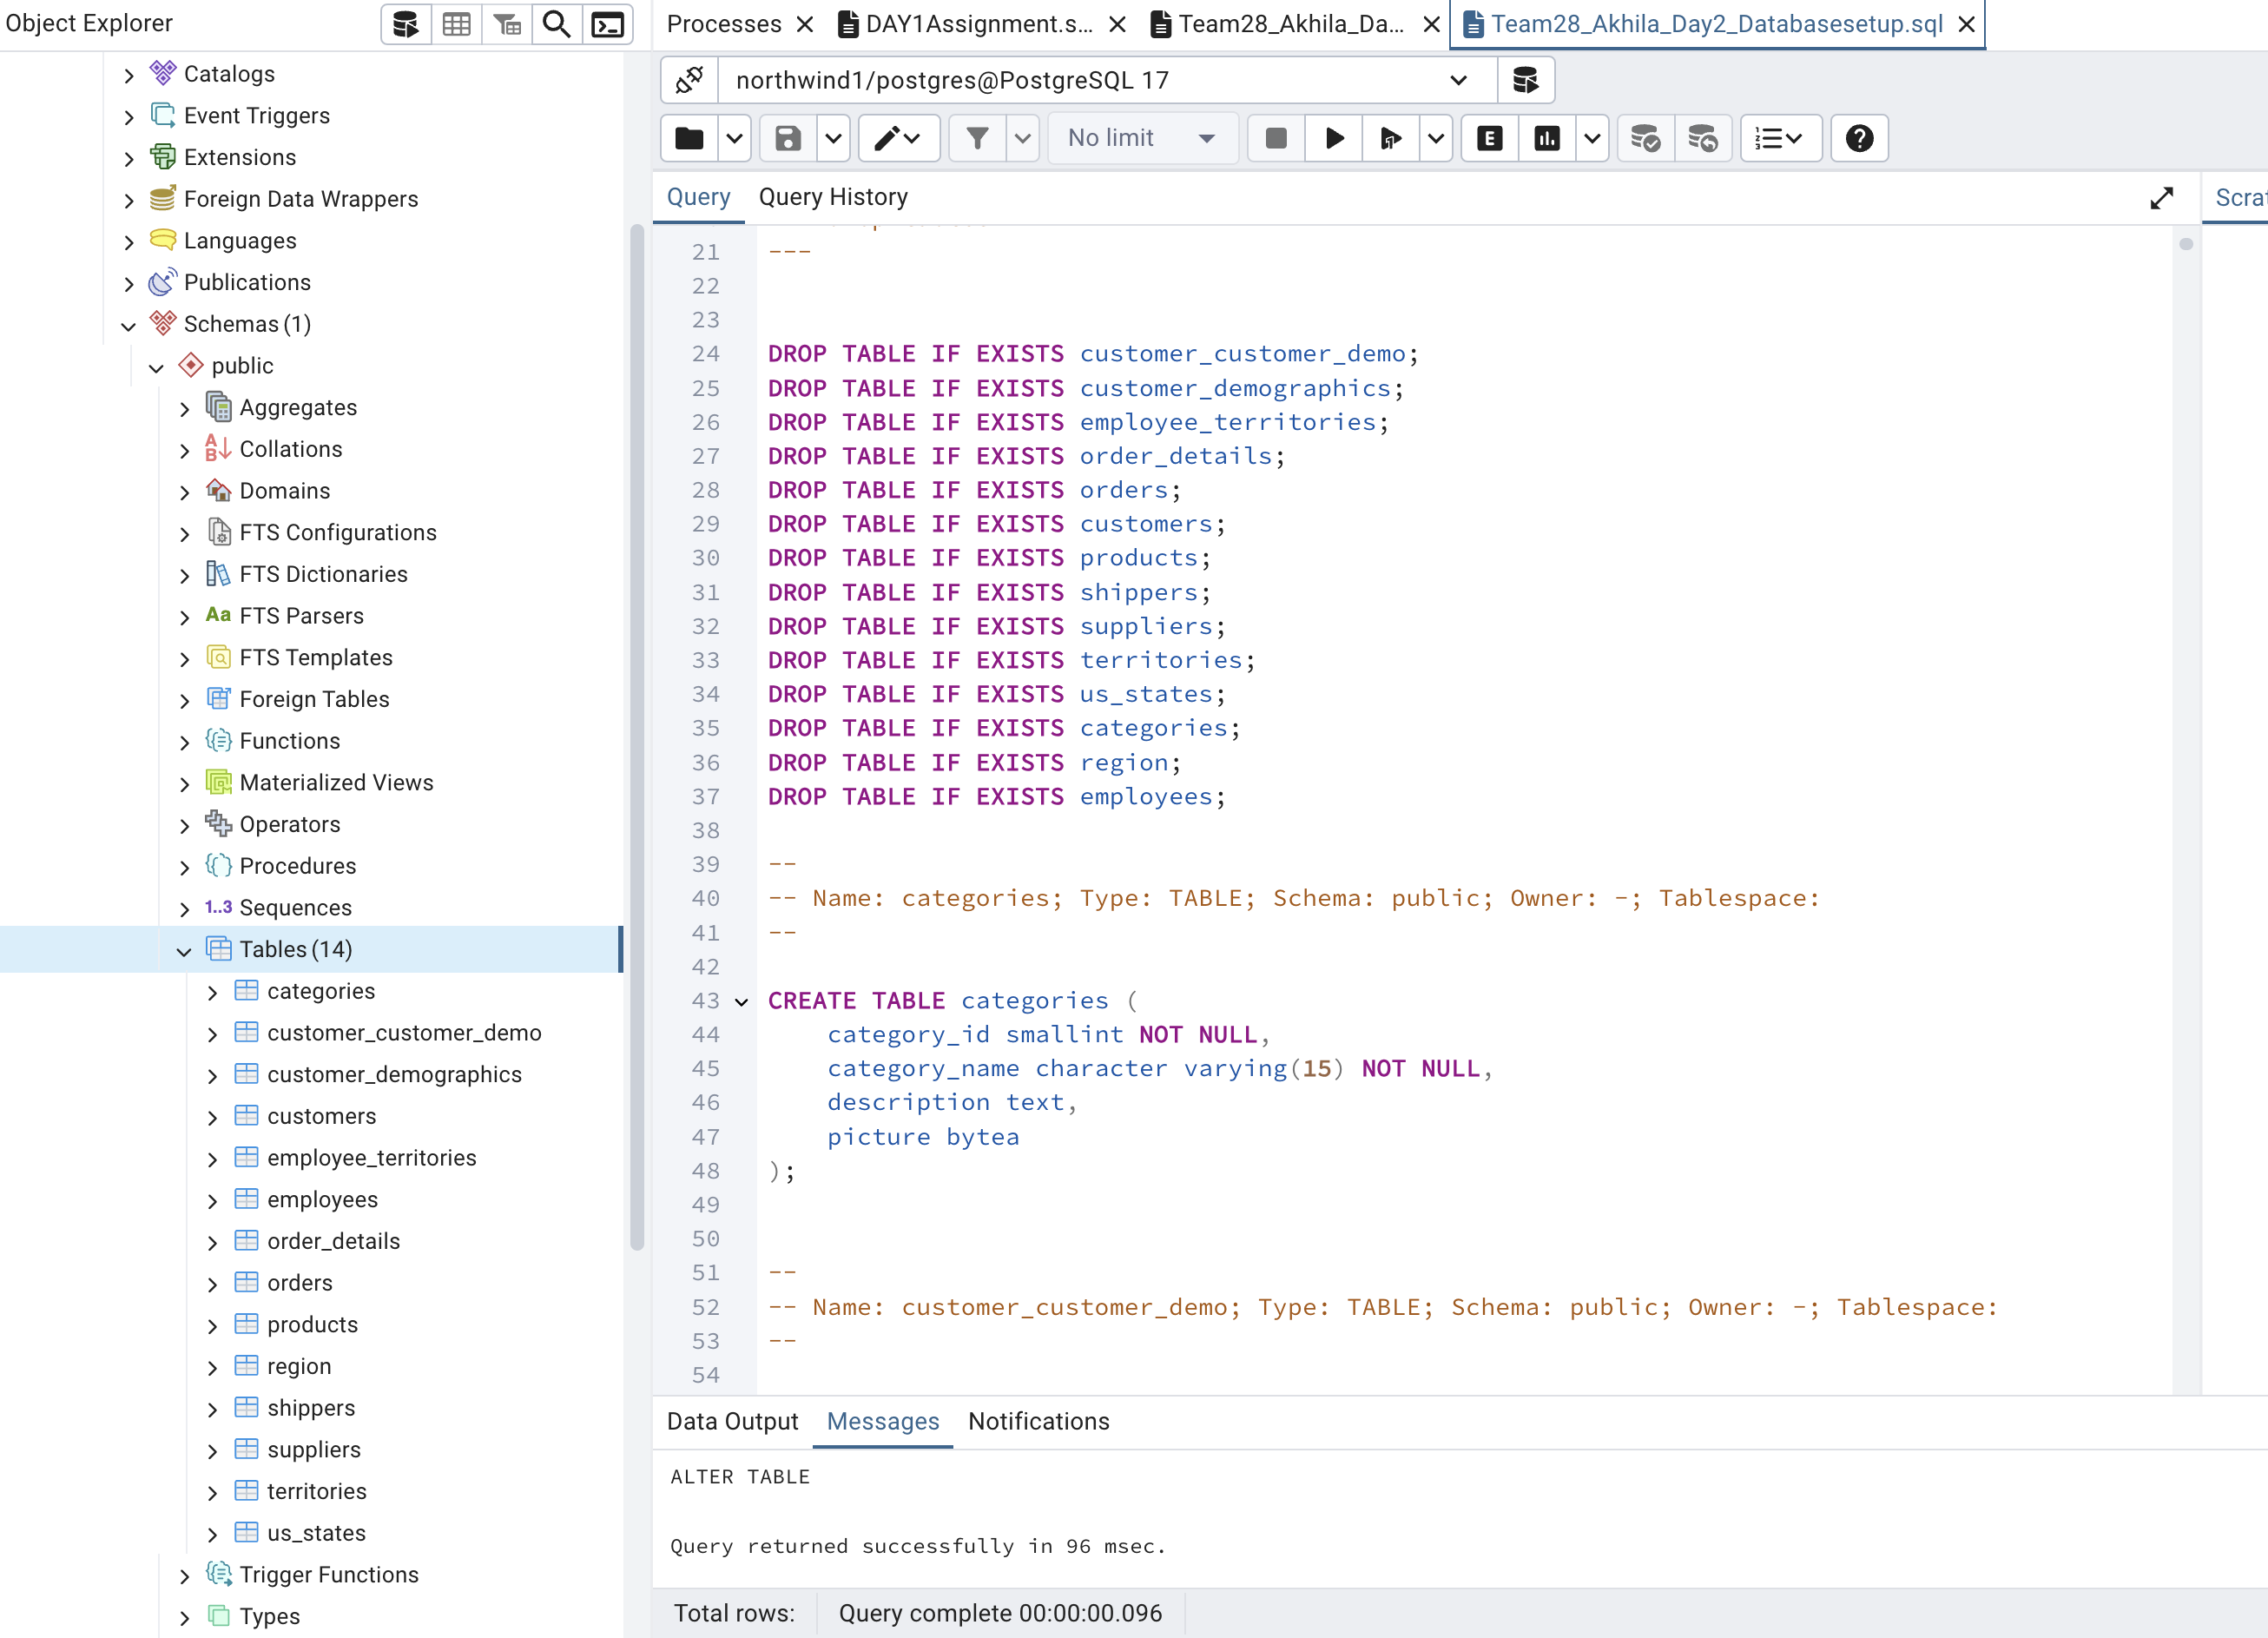 Object Explorer
Catalogs
Event Triggers
Extensions
Foreign Data Wrappers
Languages
Publications
Schemas (1)
public
Aggregates
Collations
Domains
FTS Configurations
FTS Dictionaries
Aa FTS Parsers
FTS Templates
Foreign Tables
Functions
Materialized Views
Operators
Procedures
1..3 Sequences
Tables (14)
categories
customer_customer_demo
customer_demographics
customers
employee_territories
employees
order_details
orders
products
region
shippers
suppliers
territories
us_states
Trigger Functions
Types
Processes DAY1Assignment.s... Team28_Akhila_Da... Team28_Akhila_Day2_Databasesetup.sql
northwind1/postgres@PostgreSQL 17
No limit E
Query Query History
21 ---
22
23
24 DROP TABLE IF EXISTS customer_customer_demo;
25 DROP TABLE IF EXISTS customer_demographics;
26 DROP TABLE IF EXISTS employee_territories;
27 DROP TABLE IF EXISTS order_details;
28 DROP TABLE IF EXISTS orders;
29 DROP TABLE IF EXISTS customers;
30 DROP TABLE IF EXISTS products;
31 DROP TABLE IF EXISTS shippers;
32 DROP TABLE IF EXISTS suppliers;
33 DROP TABLE IF EXISTS territories;
34 DROP TABLE IF EXISTS us_states;
35 DROP TABLE IF EXISTS categories;
36 DROP TABLE IF EXISTS region;
37 DROP TABLE IF EXISTS employees;
38
39 --
40 -- Name: categories; Type: TABLE; Schema: public; Owner: -; Tablespace:
41 --
42
43 CREATE TABLE categories (
44 category_id smallint NOT NULL,
45 category_name character varying(15) NOT NULL,
46 description text,
47 picture bytea
48 );
49
50
51 --
52 -- Name: customer_customer_demo; Type: TABLE; Schema: public; Owner: -; Tablespace:
53 --
54
Data Output Messages Notifications
ALTER TABLE
Query returned successfully in 96 msec.
Total rows: Query complete 00:00:00.096